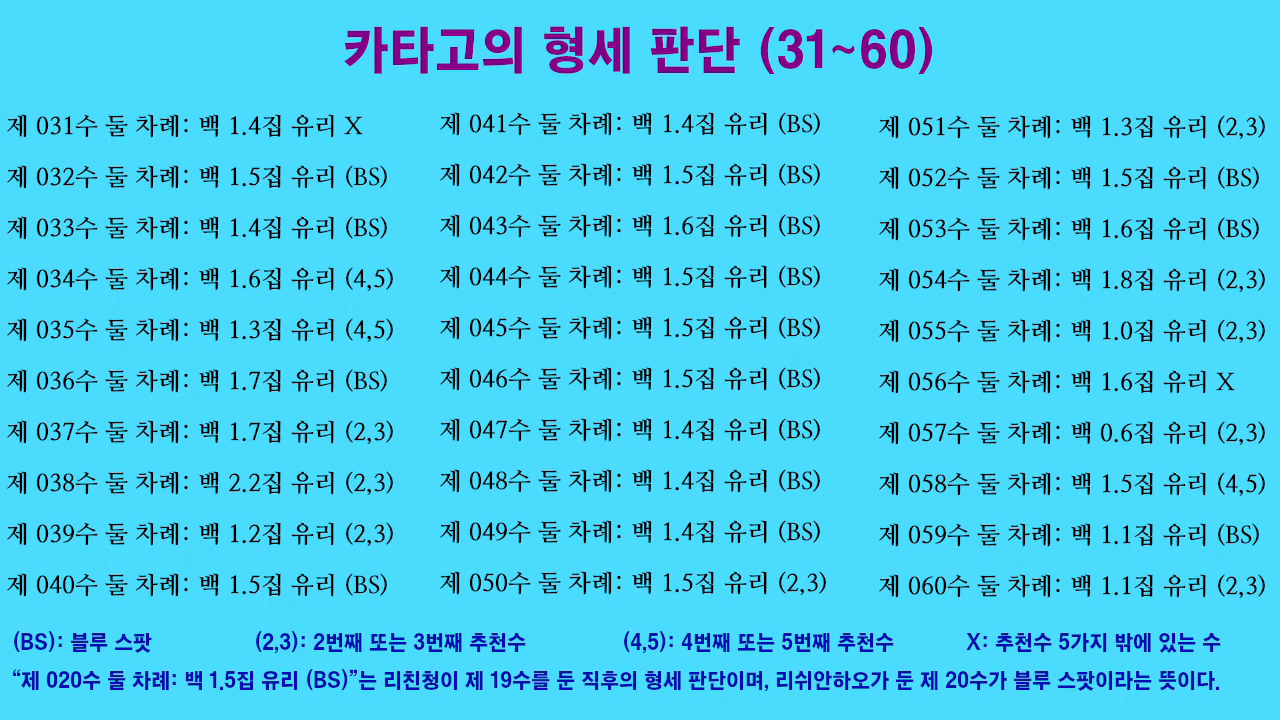 카타고의 형세 판단 (31~60)
제 031수 둘 차례: 백 1.4집 유리 X
제 032수 둘 차례: 백 1.5집 유리 (BS)
제 033수 둘 차례: 백 1.4집 유리 (BS)
제 034수 둘 차례: 백 1.6집 유리 (4,5)
제 035수 둘 차례: 백 1.3집 유리 (4,5)
제 036수 둘 차례: 백 1.7집 유리 (BS)
제 037수 둘 차례: 백 1.7집 유리 (2,3)
제 038수 둘 차례: 백 2.2집 유리 (2,3)
제 039수 둘 차례: 백 1.2집 유리 (2,3)
제 040수 둘 차례: 백 1.5집 유리 (BS)
제 041수 둘 차례: 백 1.4집 유리 (BS)
제 042수 둘 차례: 백 1.5집 유리 (BS)
제 043수 둘 차례: 백 1.6집 유리 (BS)
제 044수 둘 차례: 백 1.5집 유리 (BS)
제 045수 둘 차례: 백 1.5집 유리 (BS)
제 046수 둘 차례: 백 1.5집 유리 (BS)
제 047수 둘 차례: 백 1.4집 유리 (BS)
제 048수 둘 차례: 백 1.4집 유리 (BS)
제 049수 둘 차례: 백 1.4집 유리 (BS)
제 050수 둘 차례: 백 1.5집 유리 (2,3)
제 051수 둘 차례: 백 1.3집 유리 (2,3)
제 052수 둘 차례: 백 1.5집 유리 (BS)
제 053수 둘 차례: 백 1.6집 유리 (BS)
제 054수 둘 차례: 백 1.8집 유리 (2,3)
제 055수 둘 차례: 백 1.0집 유리 (2,3)
제 056수 둘 차례: 백 1.6집 유리 X
제 057수 둘 차례: 백 0.6집 유리 (2,3)
제 058수 둘 차례: 백 1.5집 유리 (4,5)
제 059수 둘 차례: 백 1.1집 유리 (BS)
제 060수 둘 차례: 백 1.1집 유리 (2,3)
(BS): 블루 스팟 (2,3): 2번째 또는 3번째 추천수 (4,5): 4번째 또는 5번째 추천수 X: 추천수 5가지 밖에 있는 수
“제 020수 둘 차례: 백 1.5집 유리 (BS)”는 리친청이 제 19수를 둔 직후의 형세 판단이며, 리쉬안하오가 둔 제 20수가 블루 스팟이라는 뜻이다.